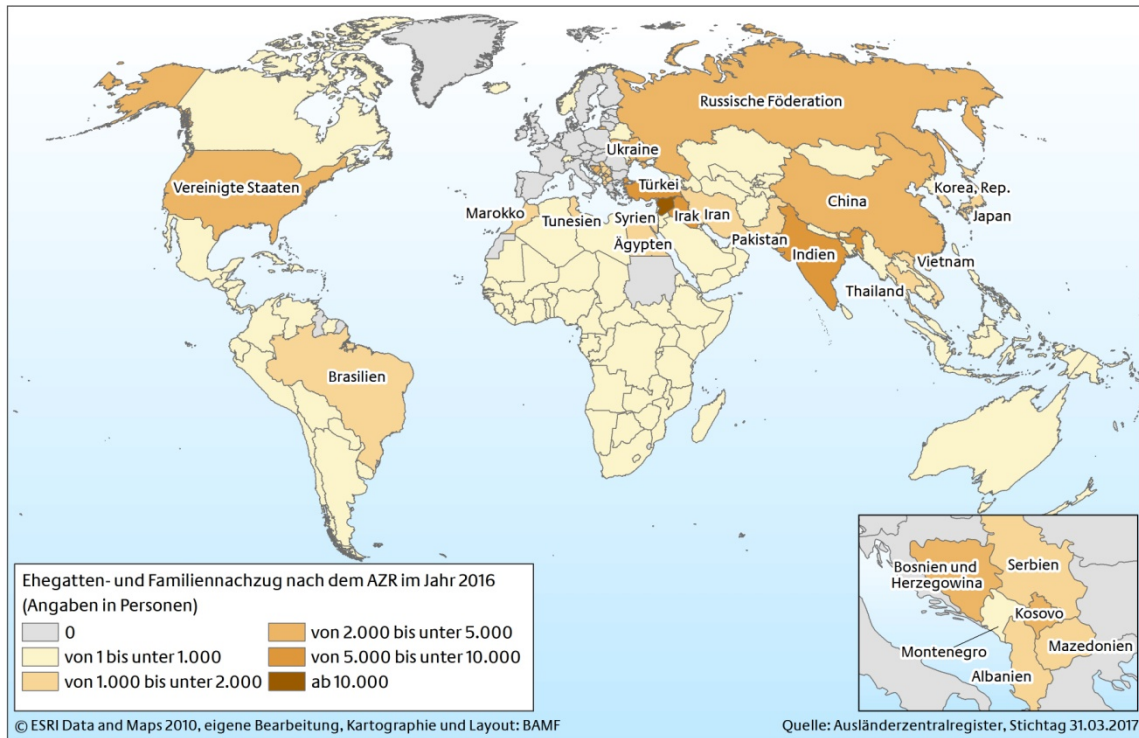 Russische Föderation
Ukraine
Vereinigte Staaten
Türkei
Korea, Rep.
China
Marokko
Tunesien
Syrien
Irak
Iran
Japan
Ägypten
Pakistan
Indien
Vietnam
Thailand
Brasilien
Bosnien und
Herzegowina
Serbien
Kosovo
Montenegro
Mazedonien
Albanien
Ehegatten- und Familiennachzug nach dem AZR im Jahr 2016
(Angaben in Personen)
0
von 1 bis unter 1.000
von 1.000 bis unter 2.000
von 2.000 bis unter 5.000
von 5.000 bis unter 10.000
ab 10.000
© ESRI Data and Maps 2010, eigene Bearbeitung, Kartographie und Layout: BAMF
Quelle: Ausländerzentralregister, Stichtag 31.03.2017